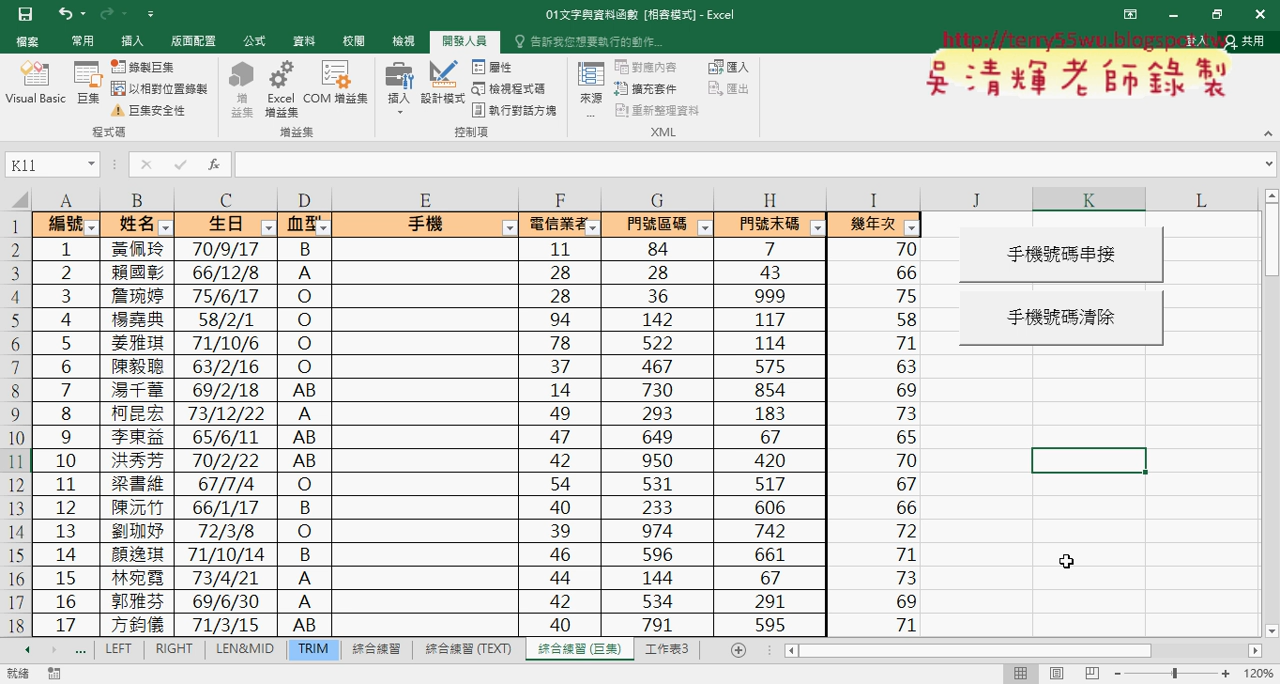 01文字與資料函數 [相容模式] - Excel
檔案 常用 插入 版面配置 公式 資料 校閱 檢視 開發人員 告訴我您想要執行的動作... 登入 共用
http://terry55wu.blogspot.tw
吳清輝老師錄製
Visual Basic 巨集 錄製巨集 以相對位置錄製 巨集安全性 程式碼
增益集 Excel 增益集 COM 增益集 增益集
插入 設計模式 屬性 檢視程式碼 執行對話方塊 控制項
來源... 對應內容 擴充套件 重新整理資料 匯入 匯出 XML
K11 fx
A B C D E F G H I J K L
1 編號 姓名 生日 血型 手機 電信業者 門號區碼 門號末碼 幾年次
2 1 黃佩玲 70/9/17 B 11 84 7 70
3 2 賴國彰 66/12/8 A 28 28 43 66
4 3 詹琬婷 75/6/17 O 28 36 999 75
5 4 楊堯典 58/2/1 O 94 142 117 58
6 5 姜雅琪 71/10/6 O 78 522 114 71
7 6 陳毅聰 63/2/16 O 37 467 575 63
8 7 湯千蕙 69/2/18 AB 14 730 854 69
9 8 柯昆宏 73/12/22 A 49 293 183 73
10 9 李東益 65/6/11 AB 47 649 67 65
11 10 洪秀芳 70/2/22 AB 42 950 420 70
12 11 梁書維 67/7/4 O 54 531 517 67
13 12 陳沅竹 66/1/17 B 40 233 606 66
14 13 劉珈妤 72/3/8 O 39 974 742 72
15 14 顏逸琪 71/10/14 B 46 596 661 71
16 15 林宛霓 73/4/21 A 44 144 67 73
17 16 郭雅芬 69/6/30 A 42 534 291 69
18 17 方鈞儀 71/3/15 AB 40 791 595 71
手機號碼串接
手機號碼清除
... LEFT RIGHT LEN&MID TRIM 綜合練習 綜合練習 (TEXT) 綜合練習 (巨集) 工作表3
就緒 120%